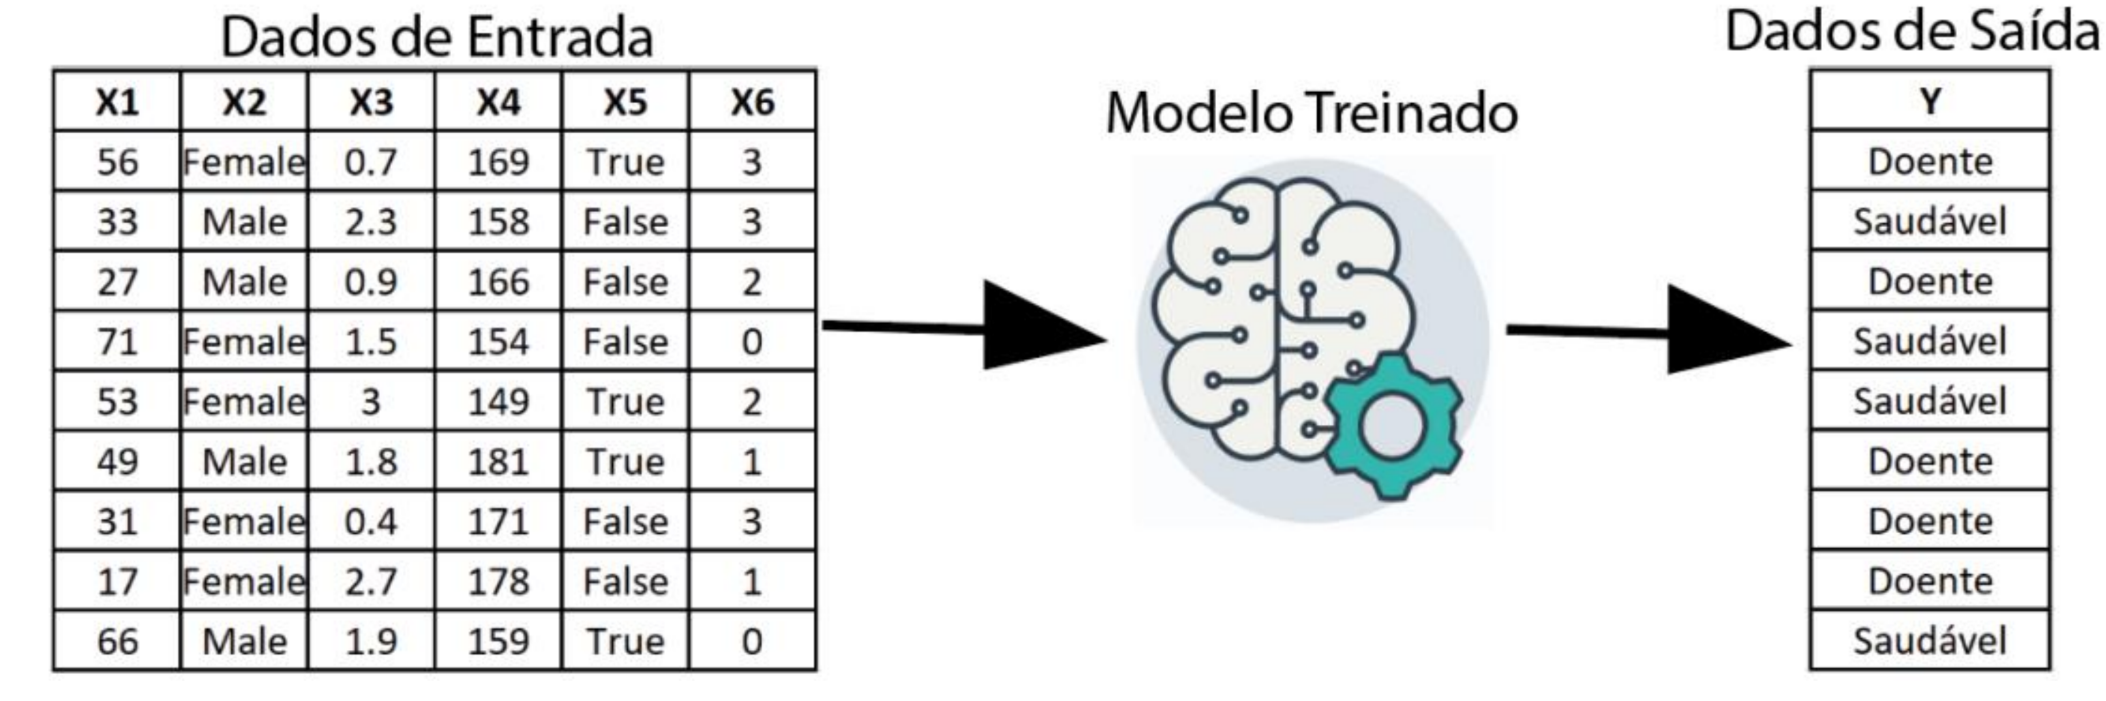 Dados de Entrada
X1 X2 X3 X4 X5 X6
56 Female 0.7 169 True 3
33 Male 2.3 158 False 3
27 Male 0.9 166 False 2
71 Female 1.5 154 False 0
53 Female 3 149 True 2
49 Male 1.8 181 True 1
31 Female 0.4 171 False 3
17 Female 2.7 178 False 1
66 Male 1.9 159 True 0
Modelo Treinado
Dados de Saída
Y
Doente
Saudável
Doente
Saudável
Saudável
Doente
Doente
Doente
Saudável